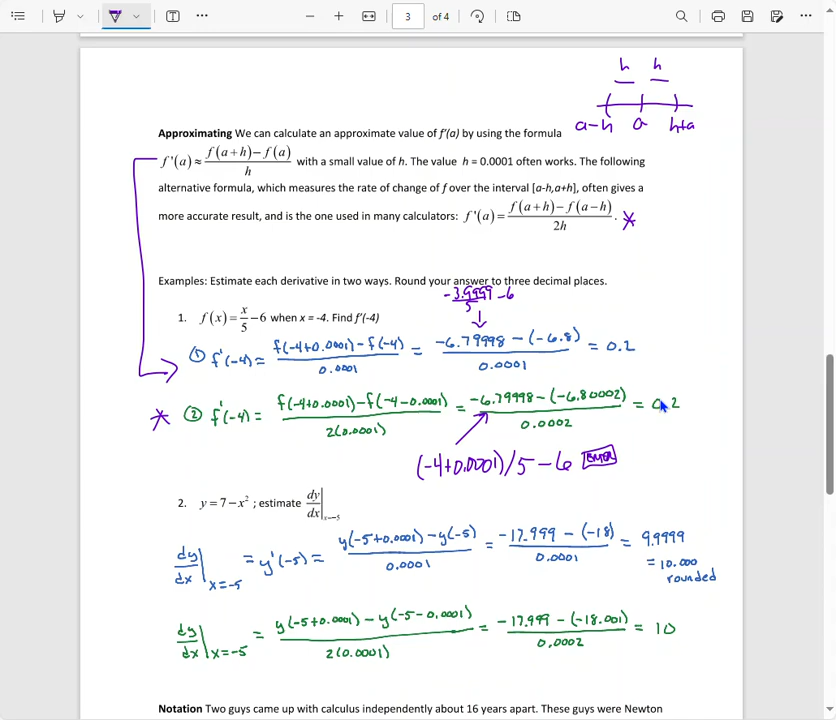 3 of 4
h h
a-h a h+a
Approximating We can calculate an approximate value of f'(a) by using the formula
f'(a) ≈ (f(a+h)-f(a))/h with a small value of h. The value h = 0.0001 often works. The following
alternative formula, which measures the rate of change of f over the interval [a-h,a+h], often gives a
more accurate result, and is the one used in many calculators: f'(a) = (f(a+h)-f(a-h))/2h. *
Examples: Estimate each derivative in two ways. Round your answer to three decimal places.
-3.9999/5 -6
1. f(x) = x/5 - 6 when x = -4. Find f'(-4)
① f'(-4) ≈ (f(-4+0.0001)-f(-4))/0.0001 = (-6.79998-(-6.8))/0.0001 = 0.2
* ② f'(-4) = (f(-4+0.0001)-f(-4-0.0001))/2(0.0001) = (-6.79998-(-6.80002))/0.0002 = 0.2
(-4+0.0001)/5-6 ENTER
2. y = 7 - x²; estimate dy/dx|x=-5
dy/dx|x=-5 = y'(-5) = (y(-5+0.0001)-y(-5))/0.0001 = (-17.999-(-18))/0.0001 = 9.9999
= 10.000
rounded
dy/dx|x=-5 = (y(-5+0.0001)-y(-5-0.0001))/2(0.0001) = (-17.999-(-18.001))/0.0002 = 10
Notation Two guys came up with calculus independently about 16 years apart. These guys were Newton